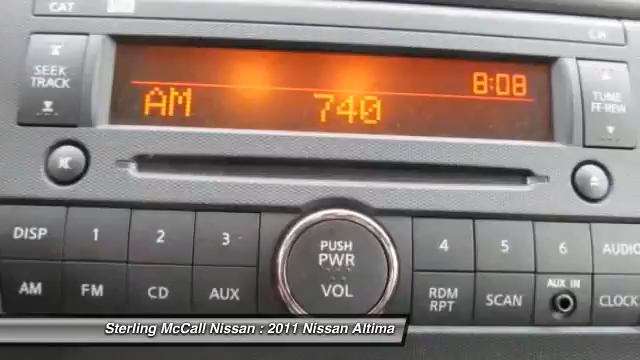 CAT
SEEK
TRACK
AM 740 8:08
TUNE
FF·REW
DISP 1 2 3
PUSH
PWR
VOL
4 5 6 AUDIO
AM FM CD AUX
RDM
RPT
SCAN
AUX IN
CLOCK
Sterling McCall Nissan : 2011 Nissan Altima